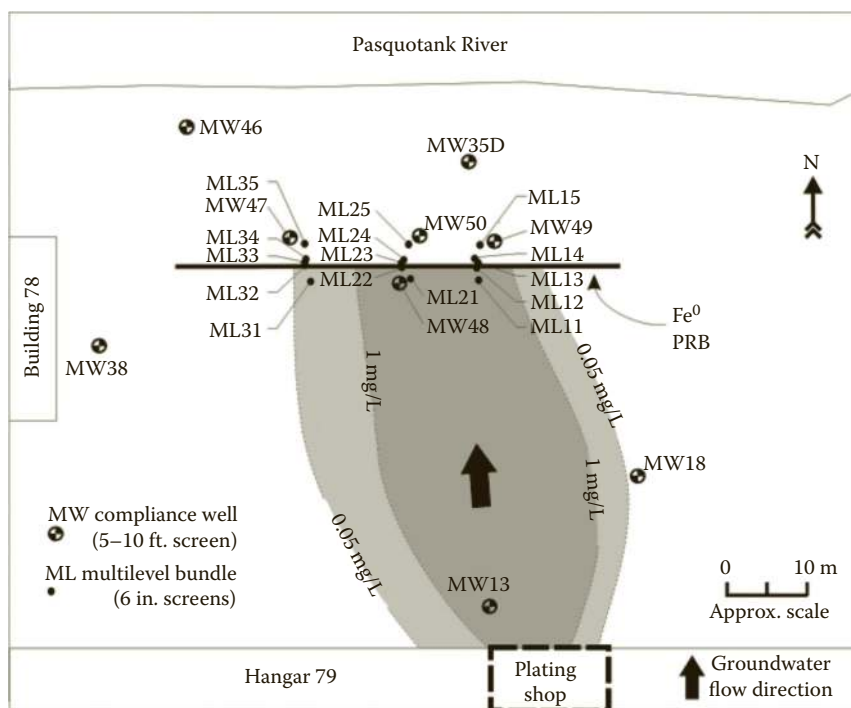 Pasquotank River
MW46
MW35D
N
ML35
MW47
ML25
MW50
ML15
MW49
ML34
ML24
ML33
ML23
ML14
ML32
ML22
ML13
ML21
ML12
ML31
MW48
ML11
Fe⁰
PRB
Building 78
MW38
1 mg/L
0.05 mg/L
MW18
1 mg/L
0.05 mg/L
MW compliance well
(5–10 ft. screen)
ML multilevel bundle
(6 in. screens)
MW13
0 10 m
Approx. scale
Hangar 79
Plating
shop
Groundwater
flow direction